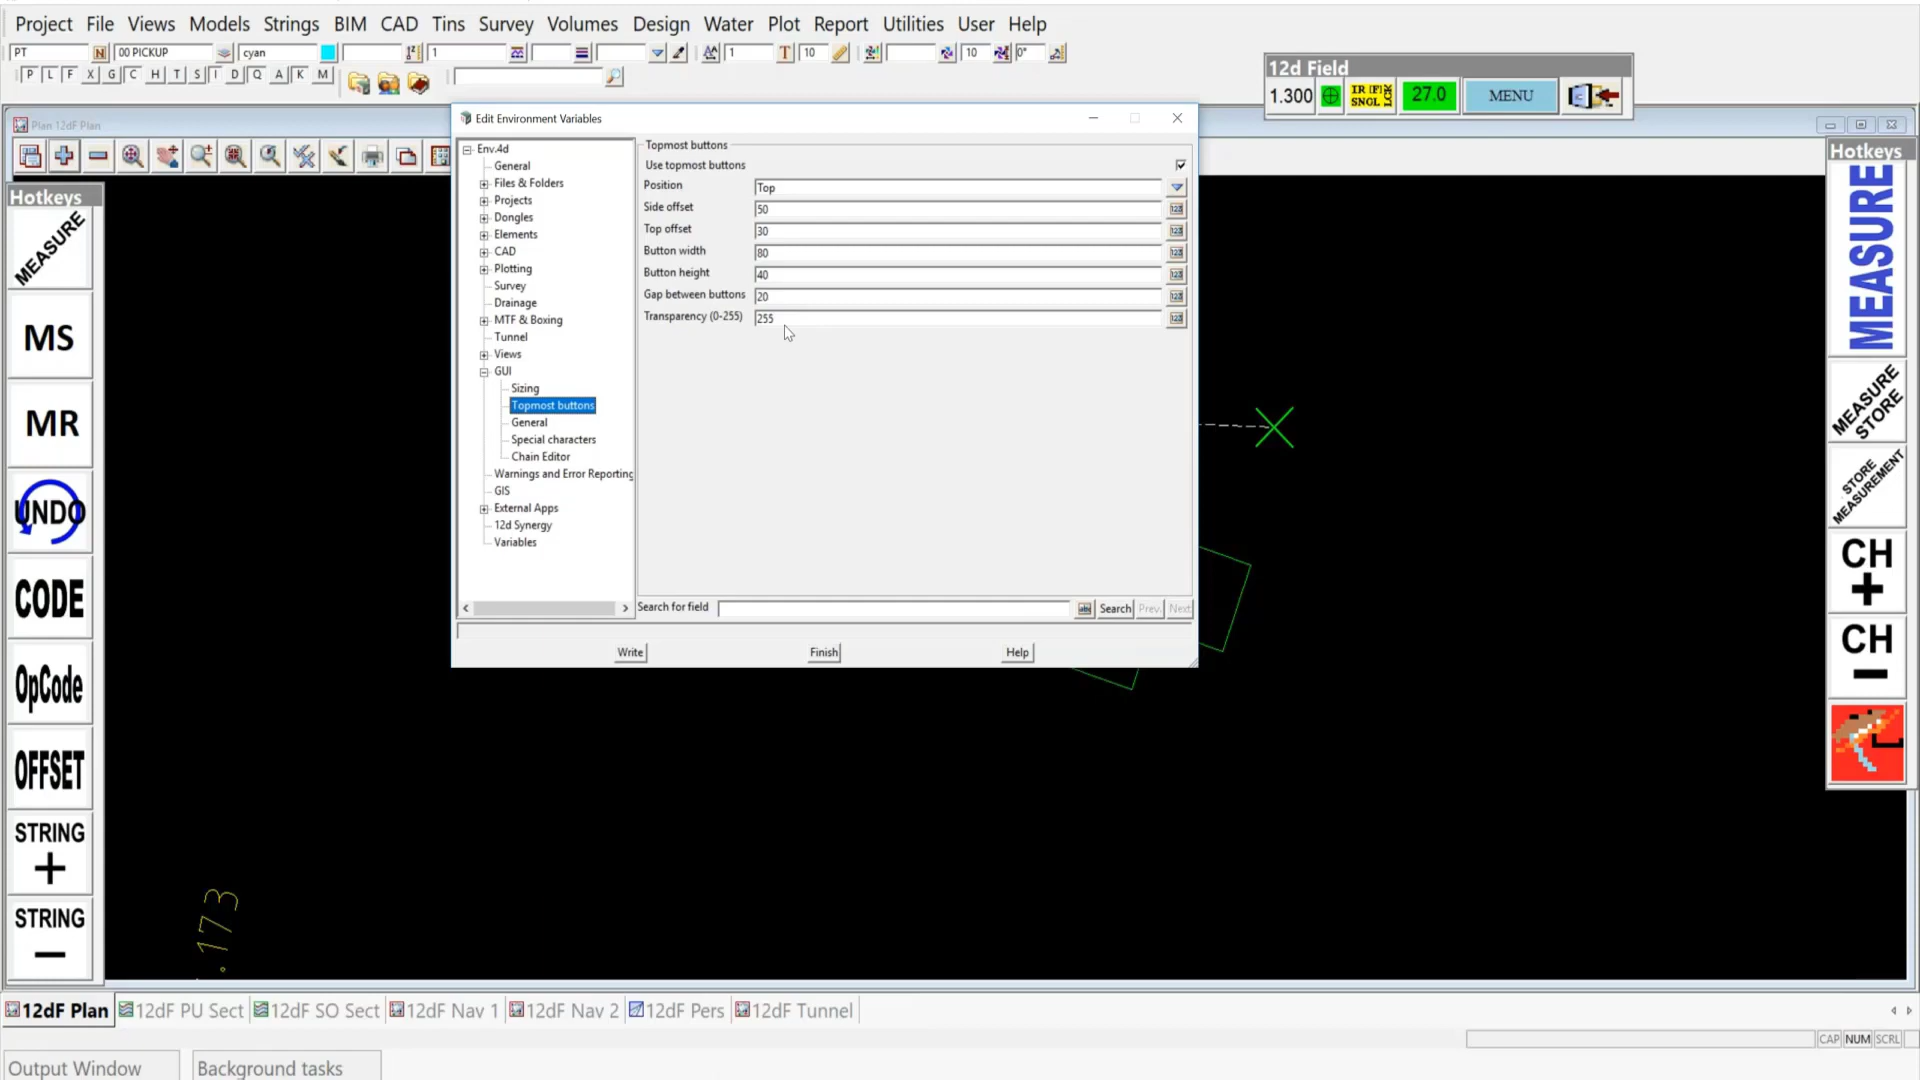 Project File Views Models Strings BIM CAD Tins Survey Volumes Design Water Plot Report Utilities User Help
PT N 00 PICKUP cyan 1 1 T 10 10 0°
P L F X G C H T S I D Q A K M
12d Field
1.300 IR [F] SNOL LCK 27.0 MENU
Plan 12dF Plan
Edit Environment Variables
Hotkeys
MEASURE
MS
MR
UNDO
CODE
OpCode
OFFSET
STRING
+
STRING
-
Env.4d
General
Files & Folders
Projects
Dongles
Elements
CAD
Plotting
Survey
Drainage
MTF & Boxing
Tunnel
Views
GUI
Sizing
Topmost buttons
General
Special characters
Chain Editor
Warnings and Error Reporting
GIS
External Apps
12d Synergy
Variables
Topmost buttons
Use topmost buttons
Position Top
Side offset 50
Top offset 30
Button width 80
Button height 40
Gap between buttons 20
Transparency (0-255) 255
Search for field Search Prev. Next
Write Finish Help
Hotkeys
MEASURE
MEASURE
STORE
STORE
MEASUREMENT
CH
+
CH
-
.173
12dF Plan 12dF PU Sect 12dF SO Sect 12dF Nav 1 12dF Nav 2 12dF Pers 12dF Tunnel
CAP NUM SCRL
Output Window Background tasks